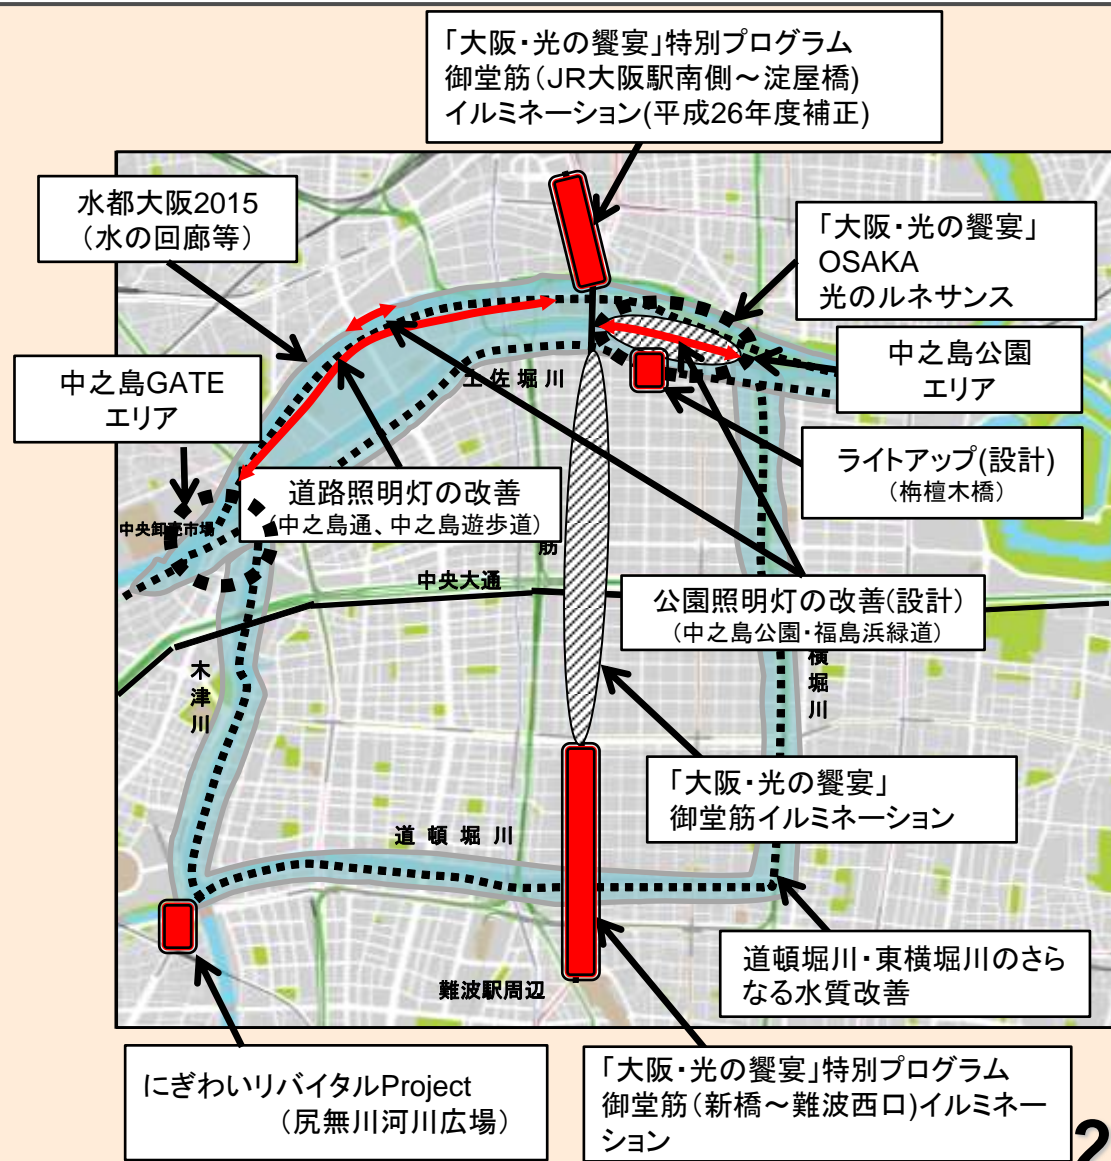 「大阪・光の饗宴」特別プログラム
御堂筋(JR大阪駅南側～淀屋橋)
イルミネーション(平成26年度補正)
水都大阪2015
(水の回廊等)
「大阪・光の饗宴」
OSAKA
光のルネサンス
中之島GATE
エリア
中之島公園
エリア
土佐堀川
ライトアップ(設計)
(栴檀木橋)
道路照明灯の改善
(中之島通、中之島遊歩道)
中央卸売市場
筋
中央大通
公園照明灯の改善(設計)
(中之島公園・福島浜緑道)
木津川
横堀川
「大阪・光の饗宴」
御堂筋イルミネーション
道頓堀川
道頓堀川・東横堀川のさら
なる水質改善
難波駅周辺
にぎわいリバイタルProject
(尻無川河川広場)
「大阪・光の饗宴」特別プログラム
御堂筋(新橋～難波西口)イルミネー
ション
2